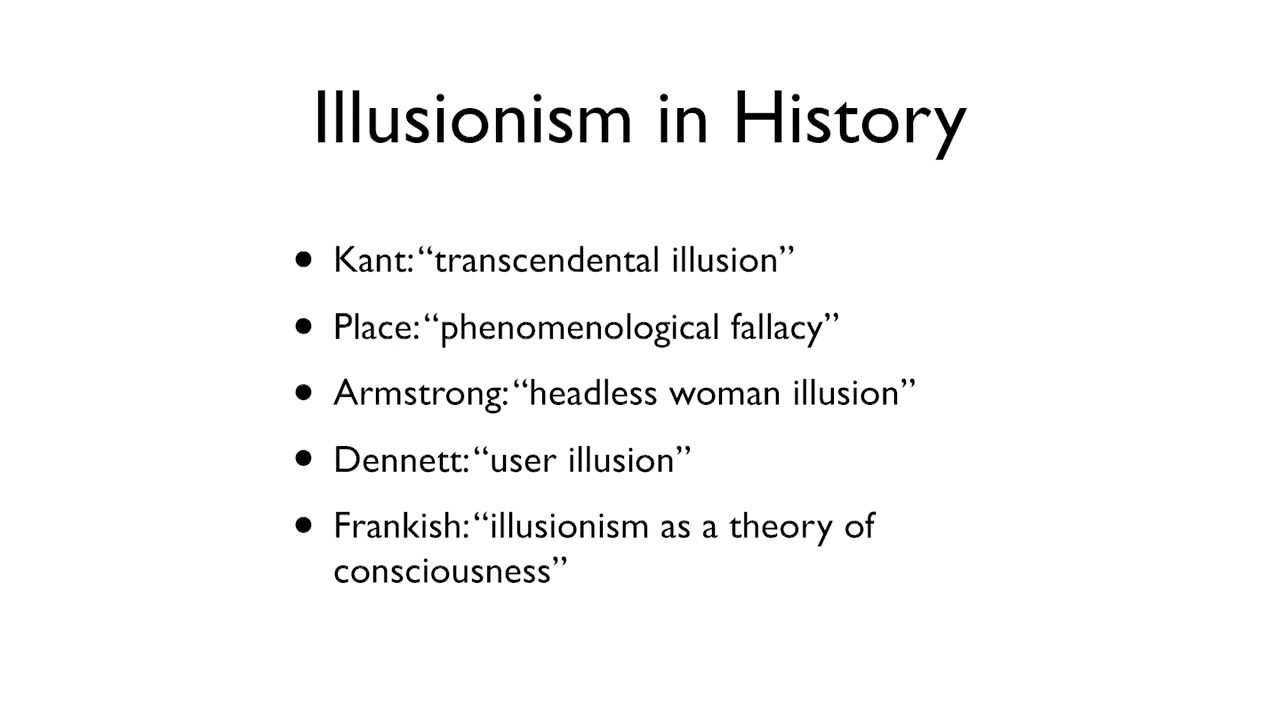 Illusionism in History
• Kant: “transcendental illusion”
• Place: “phenomenological fallacy”
• Armstrong: “headless woman illusion”
• Dennett: “user illusion”
• Frankish: “illusionism as a theory of
consciousness”